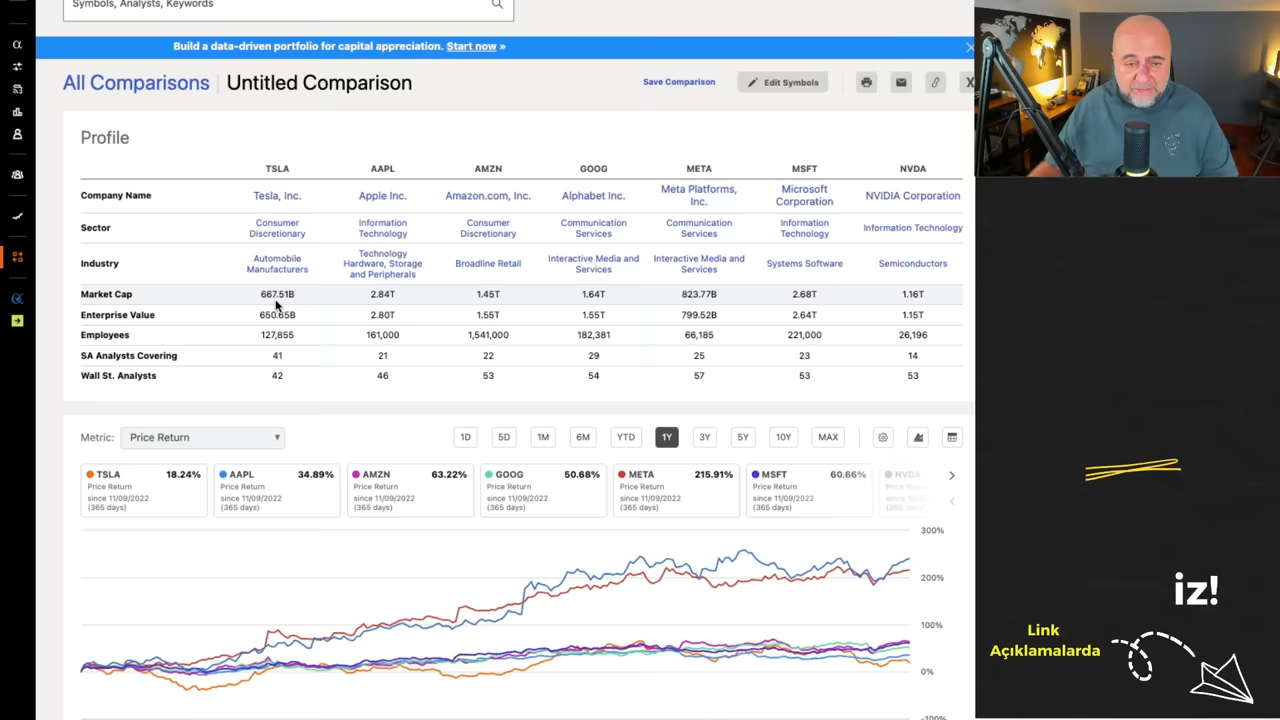 Symbols, Analysts, Keywords
Build a data-driven portfolio for capital appreciation. Start now »
All Comparisons | Untitled Comparison
Save Comparison
Edit Symbols
Profile
TSLA AAPL AMZN GOOG META MSFT NVDA
Company Name Tesla, Inc. Apple Inc. Amazon.com, Inc. Alphabet Inc. Meta Platforms, Inc. Microsoft Corporation NVIDIA Corporation
Sector Consumer Discretionary Information Technology Consumer Discretionary Communication Services Communication Services Information Technology Information Technology
Industry Automobile Manufacturers Technology Hardware, Storage and Peripherals Broadline Retail Interactive Media and Services Interactive Media and Services Systems Software Semiconductors
Market Cap 667.51B 2.84T 1.45T 1.64T 823.77B 2.68T 1.16T
Enterprise Value 650.65B 2.80T 1.55T 1.55T 799.52B 2.64T 1.15T
Employees 127,855 161,000 1,541,000 182,381 66,185 221,000 26,196
SA Analysts Covering 41 21 22 29 25 23 14
Wall St. Analysts 42 46 53 54 57 53 53
Metric: Price Return 1D 5D 1M 6M YTD 1Y 3Y 5Y 10Y MAX
TSLA 18.24% AAPL 34.89% AMZN 63.22% GOOG 50.68% META 215.91% MSFT 60.66% NVDA
Price Return Price Return Price Return Price Return Price Return Price Return
since 11/09/2022 since 11/09/2022 since 11/09/2022 since 11/09/2022 since 11/09/2022 since 11/09/2022
(365 days) (365 days) (365 days) (365 days) (365 days) (365 days)
300%
200%
100%
0%
-100%
iz!
Link
Açıklamalarda